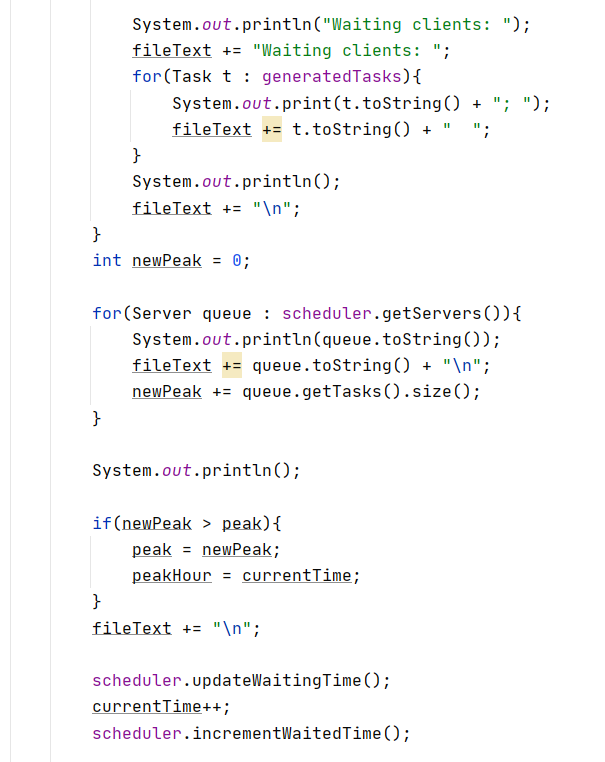 System.out.println("Waiting clients: ");
fileText += "Waiting clients: ";
for(Task t : generatedTasks){
System.out.print(t.toString() + "; ");
fileText += t.toString() + "  ";
}
System.out.println();
fileText += "\n";
}
int newPeak = 0;
for(Server queue : scheduler.getServers()){
System.out.println(queue.toString());
fileText += queue.toString() + "\n";
newPeak += queue.getTasks().size();
}
System.out.println();
if(newPeak > peak){
peak = newPeak;
peakHour = currentTime;
}
fileText += "\n";
scheduler.updateWaitingTime();
currentTime++;
scheduler.incrementWaitedTime();